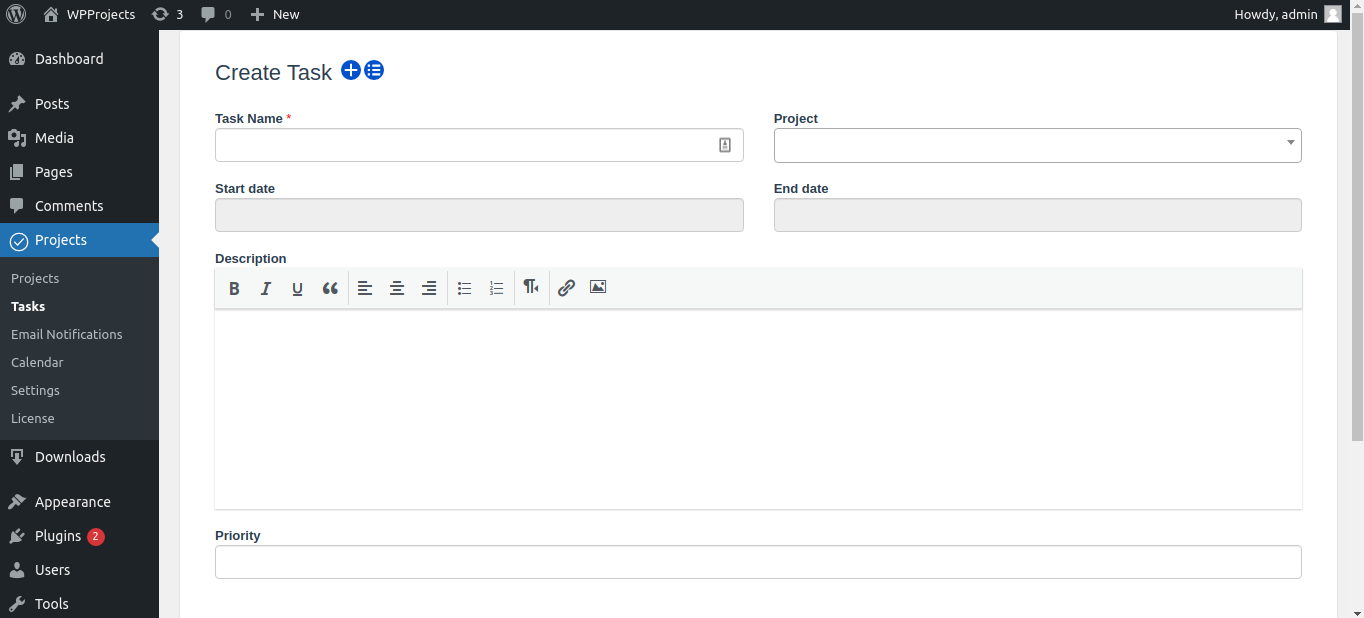 WPProjects 3 0 New Howdy, admin
Dashboard
Posts
Media
Pages
Comments
Projects
Projects
Tasks
Email Notifications
Calendar
Settings
License
Downloads
Appearance
Plugins 2
Users
Tools
Create Task
Task Name * Project
Start date End date
Description
B I U
Priority